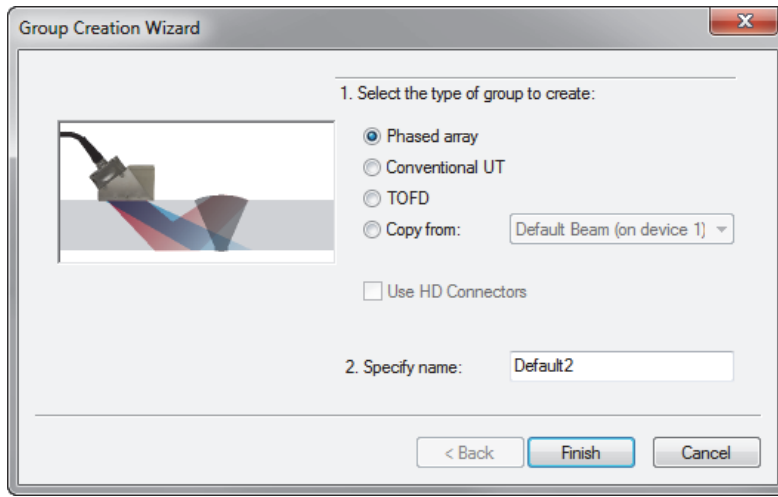 Group Creation Wizard
1. Select the type of group to create:
Phased array
Conventional UT
TOFD
Copy from: Default Beam (on device 1)
Use HD Connectors
2. Specify name: Default2
< Back Finish Cancel